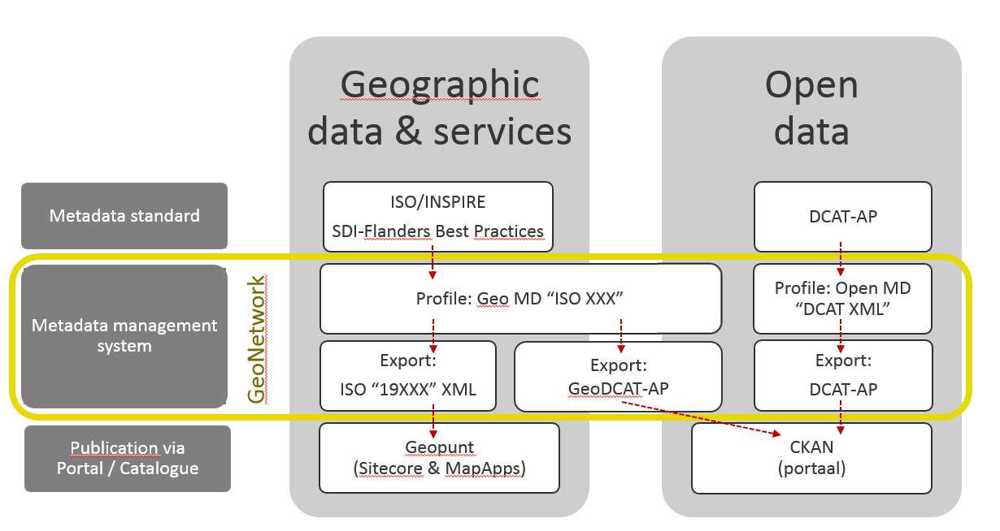 Geographic
data & services
Open
data
Metadata standard
ISO/INSPIRE
SDI-Flanders Best Practices
DCAT-AP
Metadata management
system
GeoNetwork
Profile: Geo MD “ISO XXX”
Profile: Open MD
“DCAT XML”
Export:
ISO “19XXX” XML
Export:
GeoDCAT-AP
Export:
DCAT-AP
Publication via
Portal / Catalogue
Geopunt
(Sitecore & MapApps)
CKAN
(portaal)